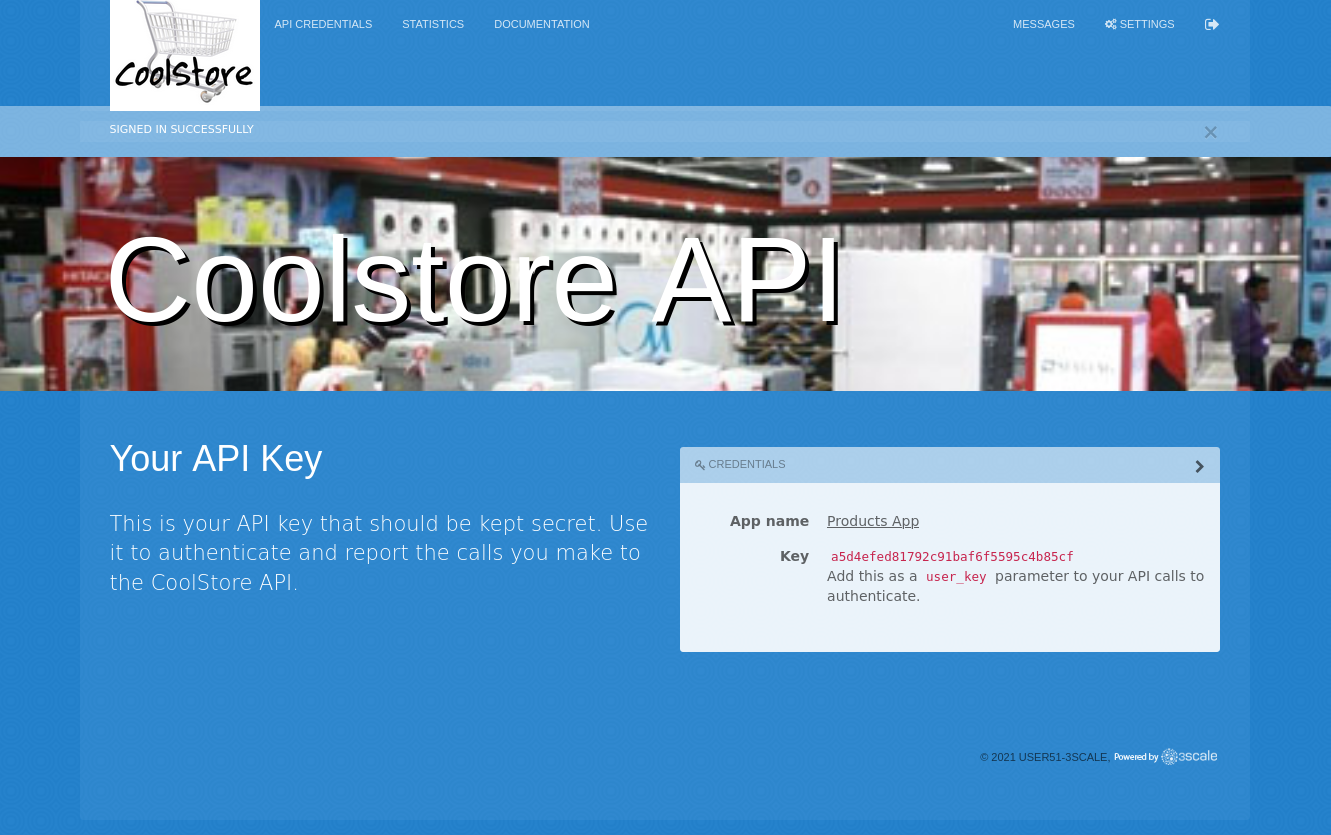 CoolStore
API CREDENTIALS
STATISTICS
DOCUMENTATION
MESSAGES
SETTINGS
SIGNED IN SUCCESSFULLY
HITACHI
Coolstore API
idea
Your API Key
This is your API key that should be kept secret. Use
it to authenticate and report the calls you make to
the CoolStore API.
CREDENTIALS
App name Products App
Key a5d4efed81792c91baf6f5595c4b85cf
Add this as a user_key parameter to your API calls to
authenticate.
© 2021 USER51-3SCALE, Powered by 3scale